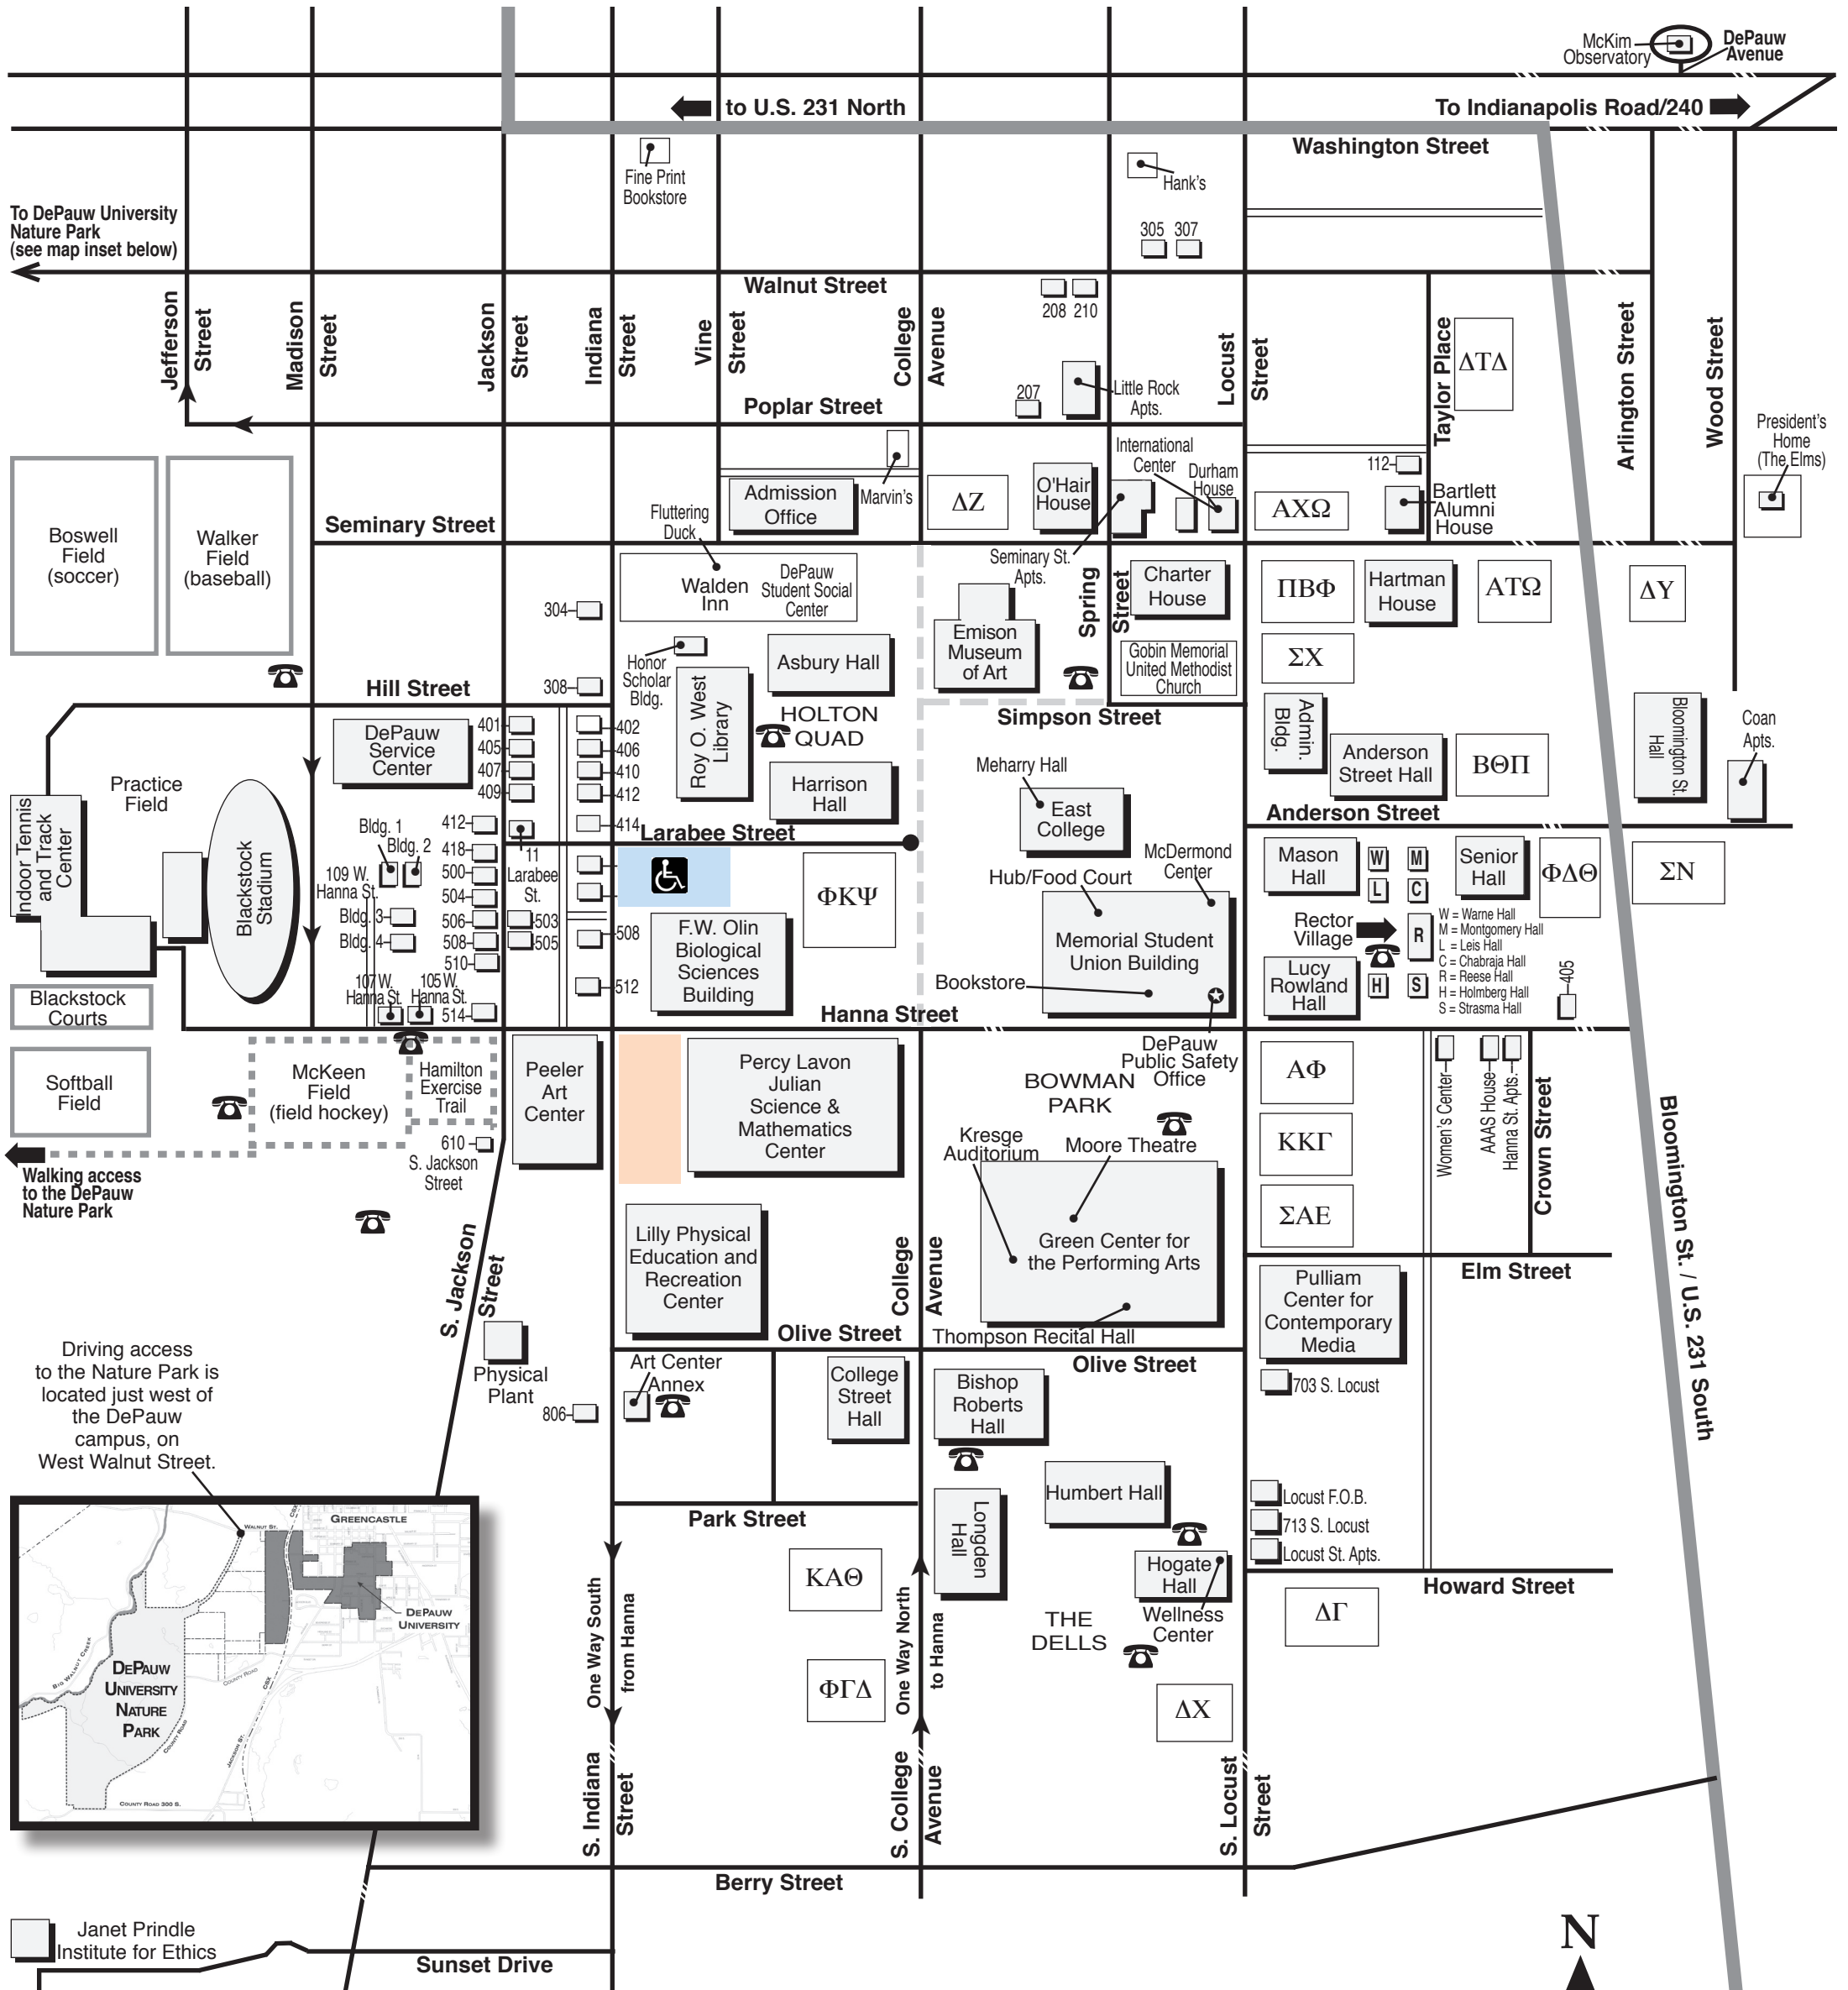 McKim
Observatory
DePauw
Avenue
to U.S. 231 North
To Indianapolis Road/240
Washington Street
Fine Print
Bookstore
Hank's
To DePauw University
Nature Park
(see map inset below)
305 307
Walnut Street
208 210
Jefferson
Street
Madison
Street
Jackson
Street
Indiana
Street
Vine
Street
College
Avenue
Locust
Street
Taylor Place
ΔΤΔ
Arlington Street
Wood Street
207
Little Rock
Apts.
Poplar Street
President's
Home
(The Elms)
Marvin's
International
Center
Durham
House
112
Boswell
Field
(soccer)
Walker
Field
(baseball)
Seminary Street
Fluttering
Duck
Admission
Office
ΔΖ
O'Hair
House
ΑΧΩ
Bartlett
Alumni
House
Seminary St.
Apts.
Walden
Inn
DePauw
Student Social
Center
304
Spring
Street
Charter
House
ΠΒΦ
Hartman
House
ΑΤΩ
ΔΥ
Emison
Museum
of Art
Honor
Scholar
Bldg.
Asbury Hall
Gobin Memorial
United Methodist
Church
ΣΧ
Hill Street
308
Roy O. West
Library
HOLTON
QUAD
Simpson Street
Admin.
Bldg.
Anderson
Street Hall
ΒΘΠ
Bloomington St.
Hall
Coan
Apts.
DePauw
Service
Center
401
405
407
409
402
406
410
412
414
Harrison
Hall
Meharry Hall
East
College
Anderson Street
Practice
Field
Indoor Tennis
and Track
Center
Blackstock
Stadium
Bldg. 1
Bldg. 2
109 W.
Hanna St.
Bldg. 3
Bldg. 4
412
418
500
504
506
508
510
514
11
Larabee
St.
503
505
508
512
Larabee Street
ΦΚΨ
F.W. Olin
Biological
Sciences
Building
Hub/Food Court
McDermond
Center
Memorial Student
Union Building
Bookstore
Mason
Hall
W
M
L
C
Senior
Hall
ΦΔΘ
ΣΝ
Rector
Village
R
W = Warne Hall
M = Montgomery Hall
L = Leis Hall
C = Chabraja Hall
R = Reese Hall
H = Holmberg Hall
S = Strasma Hall
Lucy
Rowland
Hall
H
S
405
Blackstock
Courts
107 W.
Hanna St.
105 W.
Hanna St.
Hanna Street
DePauw
Public Safety
Office
Softball
Field
McKeen
Field
(field hockey)
Hamilton
Exercise
Trail
Peeler
Art
Center
Percy Lavon
Julian
Science &
Mathematics
Center
BOWMAN
PARK
ΑΦ
Women's Center
AAAS House
Hanna St. Apts.
Crown Street
Bloomington St. / U.S. 231 South
610
S. Jackson
Street
Walking access
to the DePauw
Nature Park
Kresge
Auditorium
Moore Theatre
ΚΚΓ
ΣΑΕ
Lilly Physical
Education and
Recreation
Center
Green Center for
the Performing Arts
Elm Street
S. Jackson
Street
College
Avenue
Thompson Recital Hall
Olive Street
Olive Street
Pulliam
Center for
Contemporary
Media
703 S. Locust
Driving access
to the Nature Park is
located just west of
the DePauw
campus, on
West Walnut Street.
Physical
Plant
806
Art Center
Annex
College
Street
Hall
Bishop
Roberts
Hall
Humbert Hall
Longden
Hall
Park Street
Locust F.O.B.
713 S. Locust
Locust St. Apts.
Hogate
Hall
Wellness
Center
Howard Street
ΚΑΘ
ΔΓ
THE
DELLS
ΦΓΔ
ΔΧ
One Way South
from Hanna
One Way North
to Hanna
WALNUT ST.
CSX
GREENCASTLE
DEPAUW
UNIVERSITY
BIG WALNUT CREEK
DEPAUW
UNIVERSITY
NATURE
PARK
COUNTY ROAD
COUNTY ROAD
CSX
JACKSON ST.
COUNTY ROAD 300 S.
S. Indiana
Street
S. College
Avenue
S. Locust
Street
Berry Street
Janet Prindle
Institute for Ethics
Sunset Drive
N